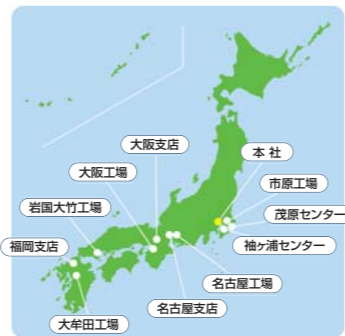 大阪支店
本 社
大阪工場
市原工場
岩国大竹工場
茂原センター
福岡支店
袖ヶ浦センター
名古屋工場
名古屋支店
大牟田工場